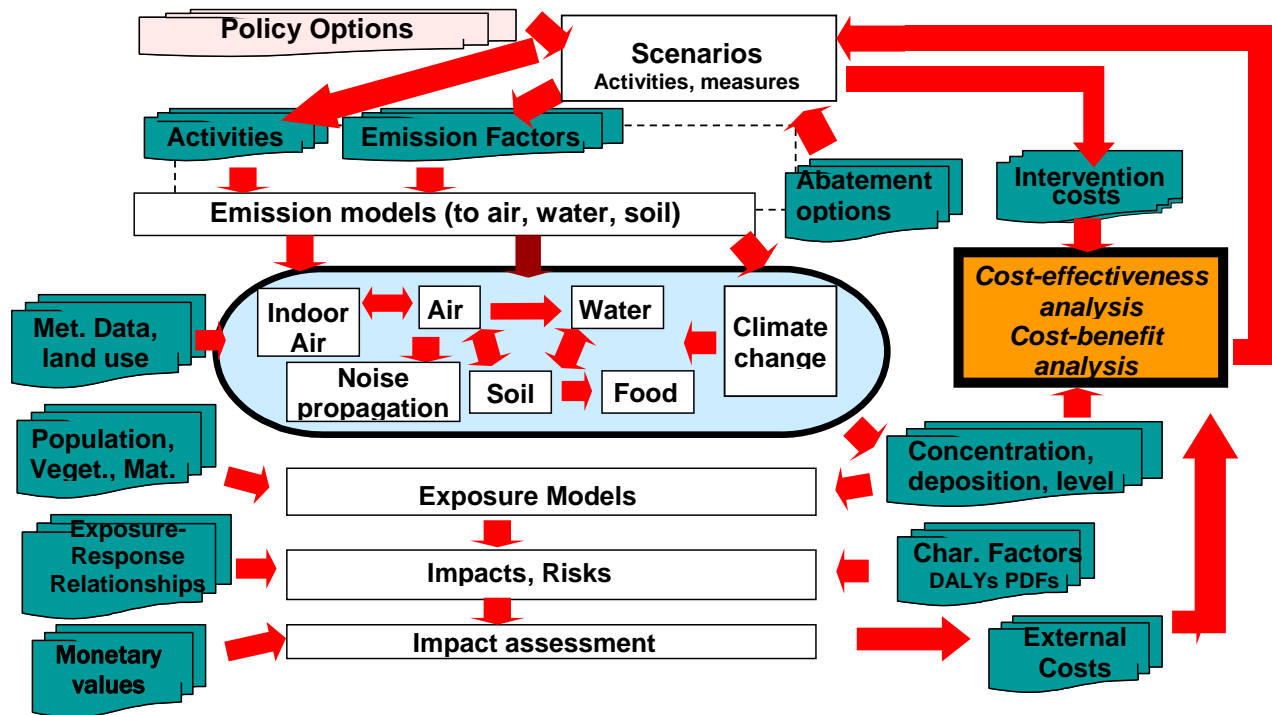 Policy Options
Scenarios
Activities, measures
Activities
Emission Factors
Abatement
options
Intervention
costs
Emission models (to air, water, soil)
Cost-effectiveness
analysis
Cost-benefit
analysis
Met. Data,
land use
Indoor
Air
Air
Water
Climate
change
Noise
propagation
Soil
Food
Population,
Veget., Mat.
Concentration,
deposition, level
Exposure Models
Exposure-
Response
Relationships
Impacts, Risks
Char. Factors
DALYs PDFs
Monetary
values
Impact assessment
External
Costs